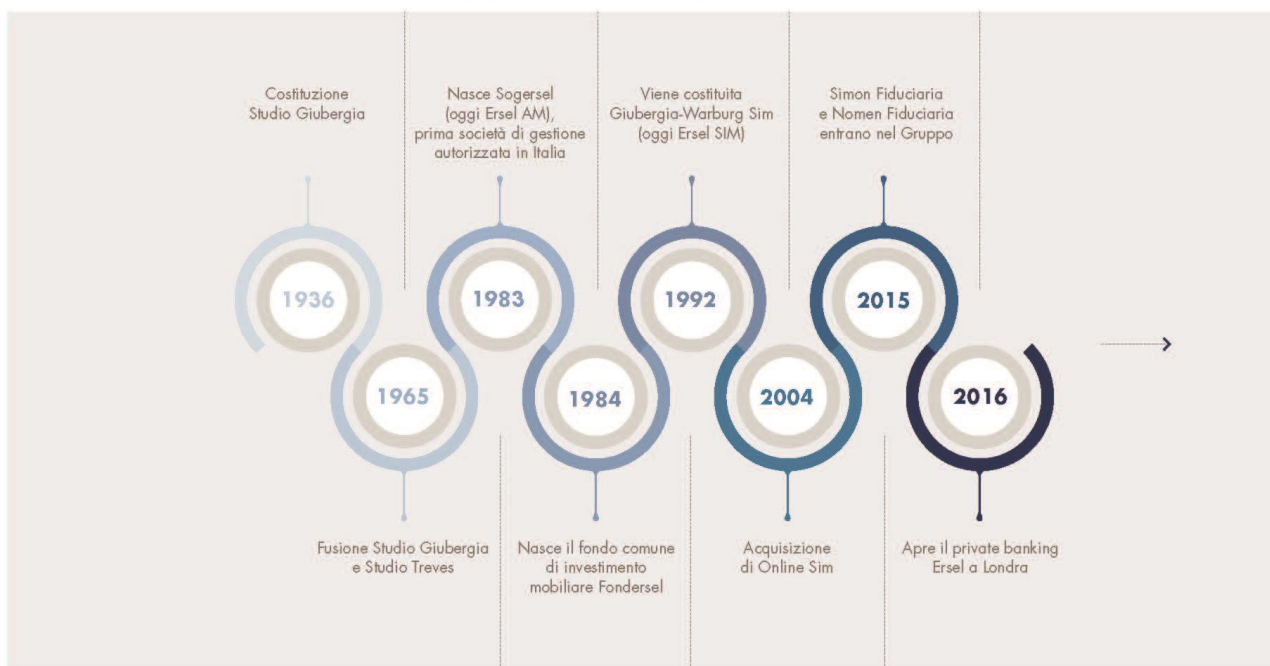 Costituzione
Studio Giubergia
1936
Fusione Studio Giubergia
e Studio Treves
1965
Nasce Sogersel
(oggi Ersel AM),
prima società di gestione
autorizzata in Italia
1983
Nasce il fondo comune
di investimento
mobiliare Fondersel
1984
Viene costituita
Giubergia-Warburg Sim
(oggi Ersel SIM)
1992
Acquisizione
di Online Sim
2004
Simon Fiduciaria
e Nomen Fiduciaria
entrano nel Gruppo
2015
Apre il private banking
Ersel a Londra
2016